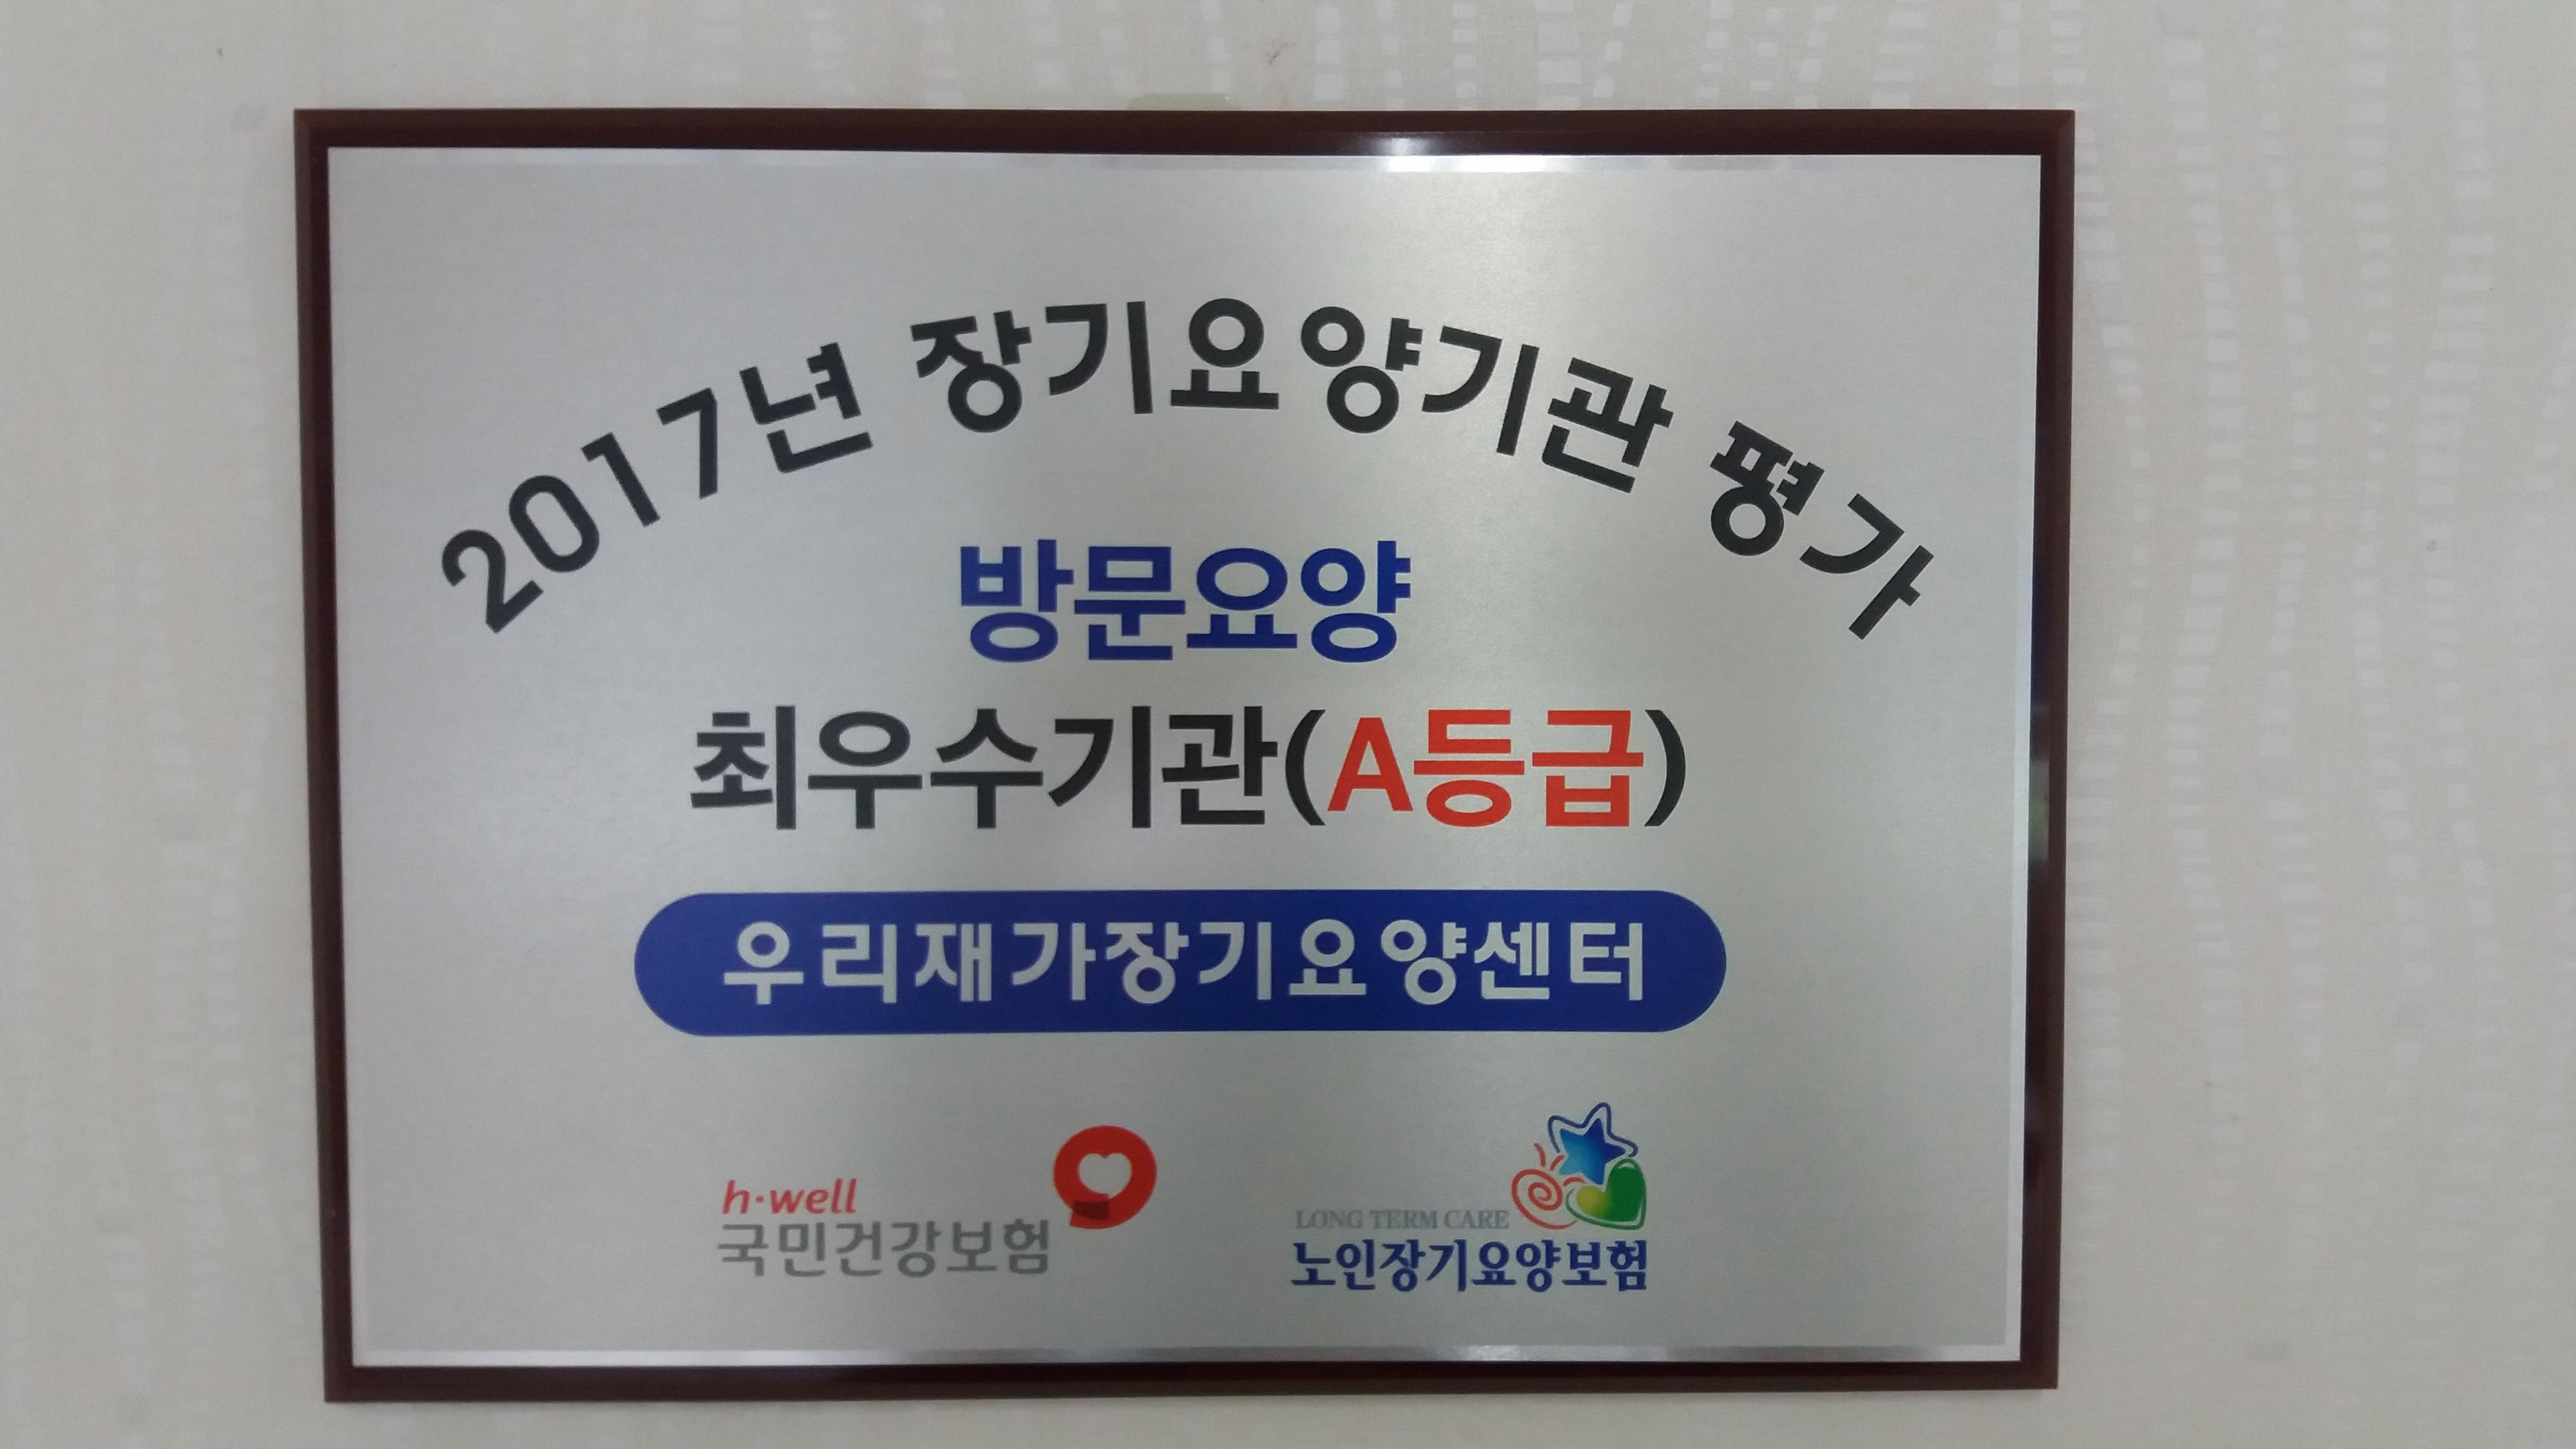 2017년 장기요양기관 평가
방문요양
최우수기관(A등급)
우리재가장기요양센터
h·well
국민건강보험
LONG TERM CARE
노인장기요양보험